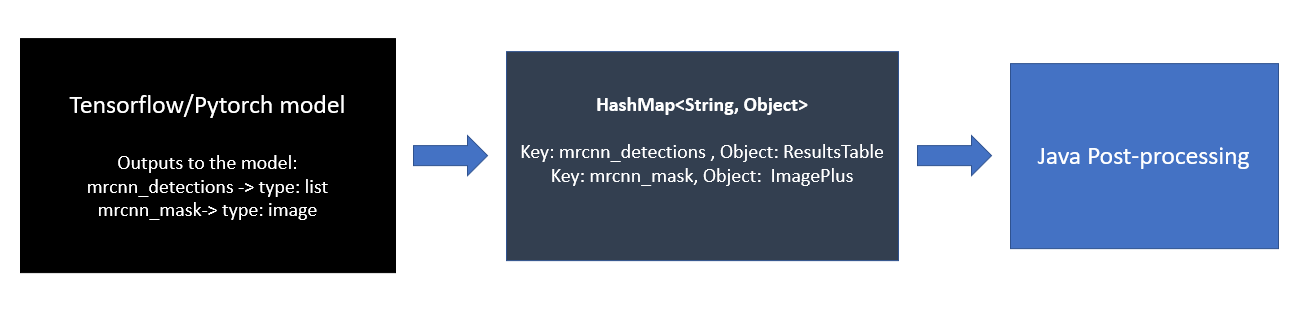 Tensorflow/Pytorch model
Outputs to the model:
mrcnn_detections -> type: list
mrcnn_mask-> type: image
HashMap<String, Object>
Key: mrcnn_detections , Object: ResultsTable
Key: mrcnn_mask, Object:  ImagePlus
Java Post-processing